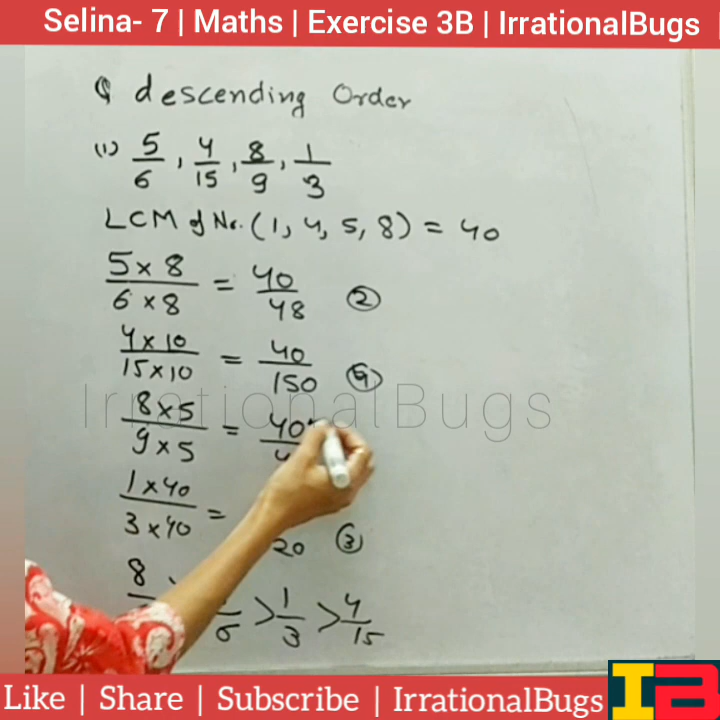 Selina- 7 | Maths | Exercise 3B | IrrationalBugs
Q descending Order
(1) 5/6, 4/15, 8/9, 1/3
LCM of Nr. (1, 4, 5, 8) = 40
5 x 8 / 6 x 8 = 40/48 ②
4 x 10 / 15 x 10 = 40/150 ④
IrrationalBugs
8 x 5 / 9 x 5 = 40
1 x 40 / 3 x 40 = 20 ③
8 > 1/3 > 4/15
Like | Share | Subscribe | IrrationalBugs
IB